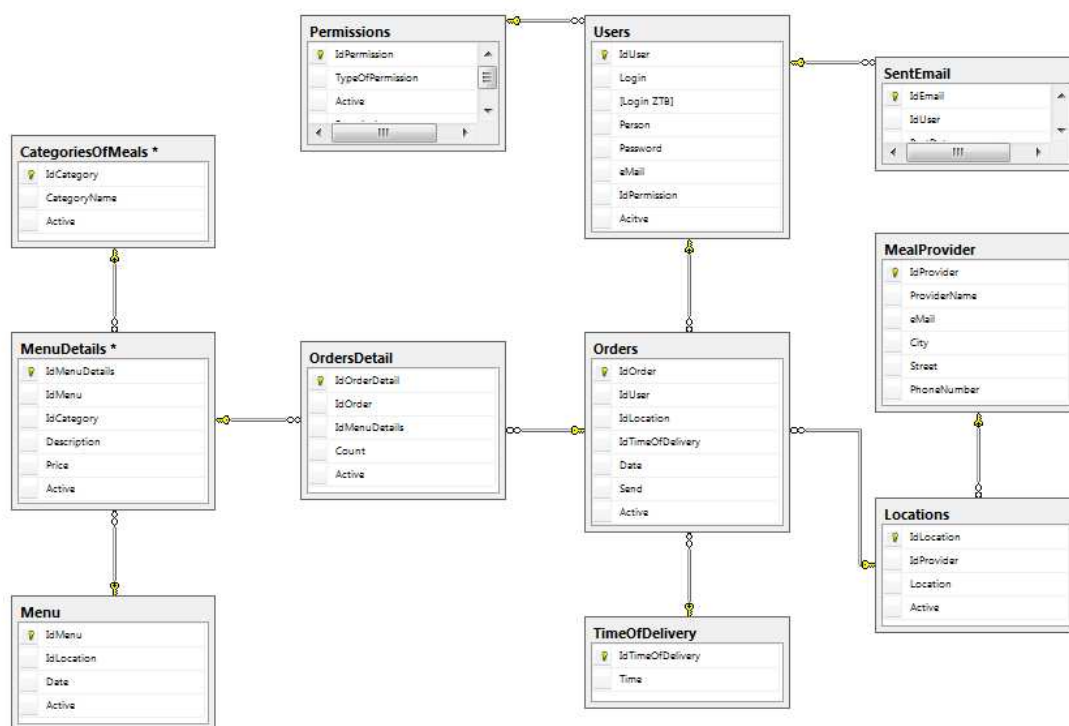 Permissions
IdPermission
TypeOfPermission
Active
Users
IdUser
Login
[Login ZTB]
Person
Password
eMail
IdPermission
Acitve
SentEmail
IdEmail
IdUser
CategoriesOfMeals *
IdCategory
CategoryName
Active
MealProvider
IdProvider
ProviderName
eMail
City
Street
PhoneNumber
MenuDetails *
IdMenuDetails
IdMenu
IdCategory
Description
Price
Active
OrdersDetail
IdOrderDetail
IdOrder
IdMenuDetails
Count
Active
Orders
IdOrder
IdUser
IdLocation
IdTimeOfDelivery
Date
Send
Active
Locations
IdLocation
IdProvider
Location
Active
Menu
IdMenu
IdLocation
Date
Active
TimeOfDelivery
IdTimeOfDelivery
Time